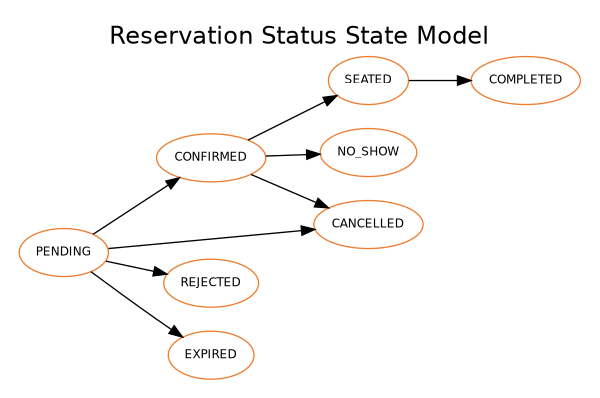 Reservation Status State Model
SEATED
COMPLETED
CONFIRMED
NO_SHOW
CANCELLED
PENDING
REJECTED
EXPIRED